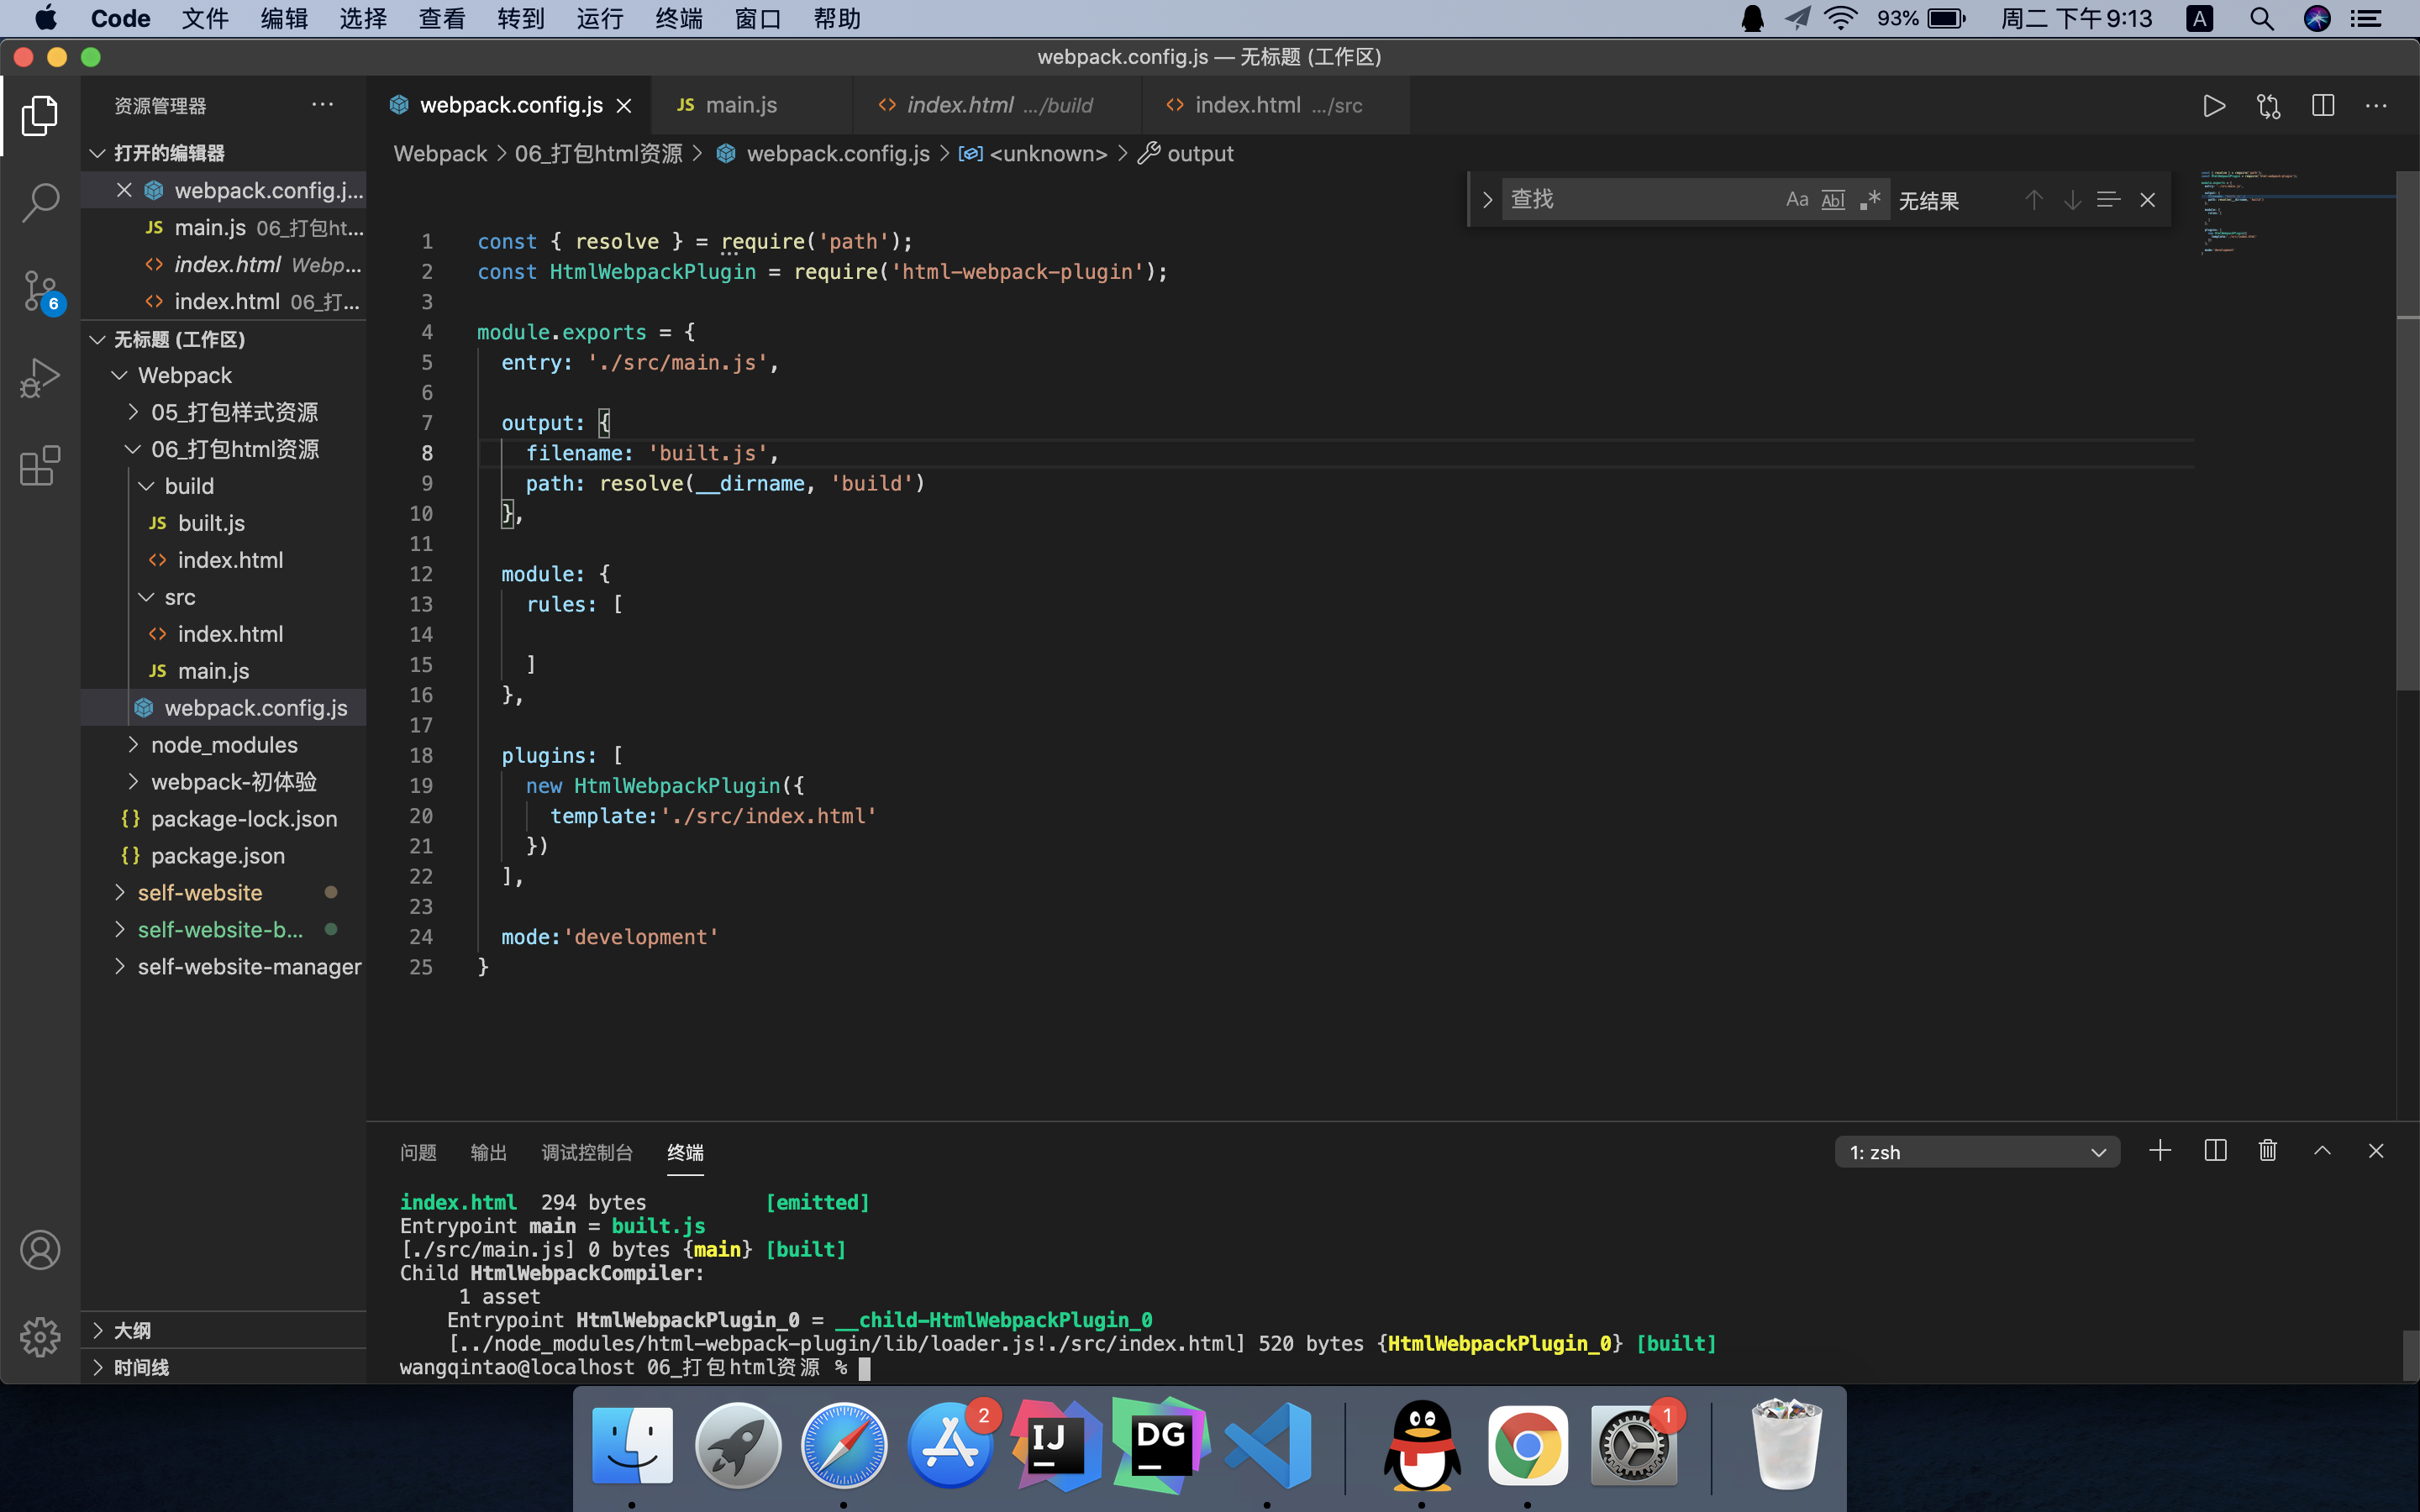 Code 文件 编辑 选择 查看 转到 运行 终端 窗口 帮助 93% 周二 下午9:13 A
webpack.config.js — 无标题 (工作区)
资源管理器 ···
打开的编辑器
webpack.config.j...
JS main.js 06_打包ht...
<> index.html Webp...
<> index.html 06_打...
6
无标题 (工作区)
Webpack
05_打包样式资源
06_打包html资源
build
JS built.js
<> index.html
src
<> index.html
JS main.js
webpack.config.js
node_modules
webpack-初体验
{} package-lock.json
{} package.json
self-website
self-website-b...
self-website-manager
大纲
时间线
webpack.config.js JS main.js <> index.html .../build <> index.html .../src
Webpack > 06_打包html资源 > webpack.config.js > <unknown> > output
查找 Aa Abl .* 无结果
1 const { resolve } = require('path');
2 const HtmlWebpackPlugin = require('html-webpack-plugin');
3
4 module.exports = {
5 entry: './src/main.js',
6
7 output: {
8 filename: 'built.js',
9 path: resolve(__dirname, 'build')
10 },
11
12 module: {
13 rules: [
14
15 ]
16 },
17
18 plugins: [
19 new HtmlWebpackPlugin({
20 template:'./src/index.html'
21 })
22 ],
23
24 mode:'development'
25 }
问题 输出 调试控制台 终端 1: zsh
index.html 294 bytes [emitted]
Entrypoint main = built.js
[./src/main.js] 0 bytes {main} [built]
Child HtmlWebpackCompiler:
1 asset
Entrypoint HtmlWebpackPlugin_0 = __child-HtmlWebpackPlugin_0
[../node_modules/html-webpack-plugin/lib/loader.js!./src/index.html] 520 bytes {HtmlWebpackPlugin_0} [built]
wangqintao@localhost 06_打包html资源 %
2 IJ DG 1